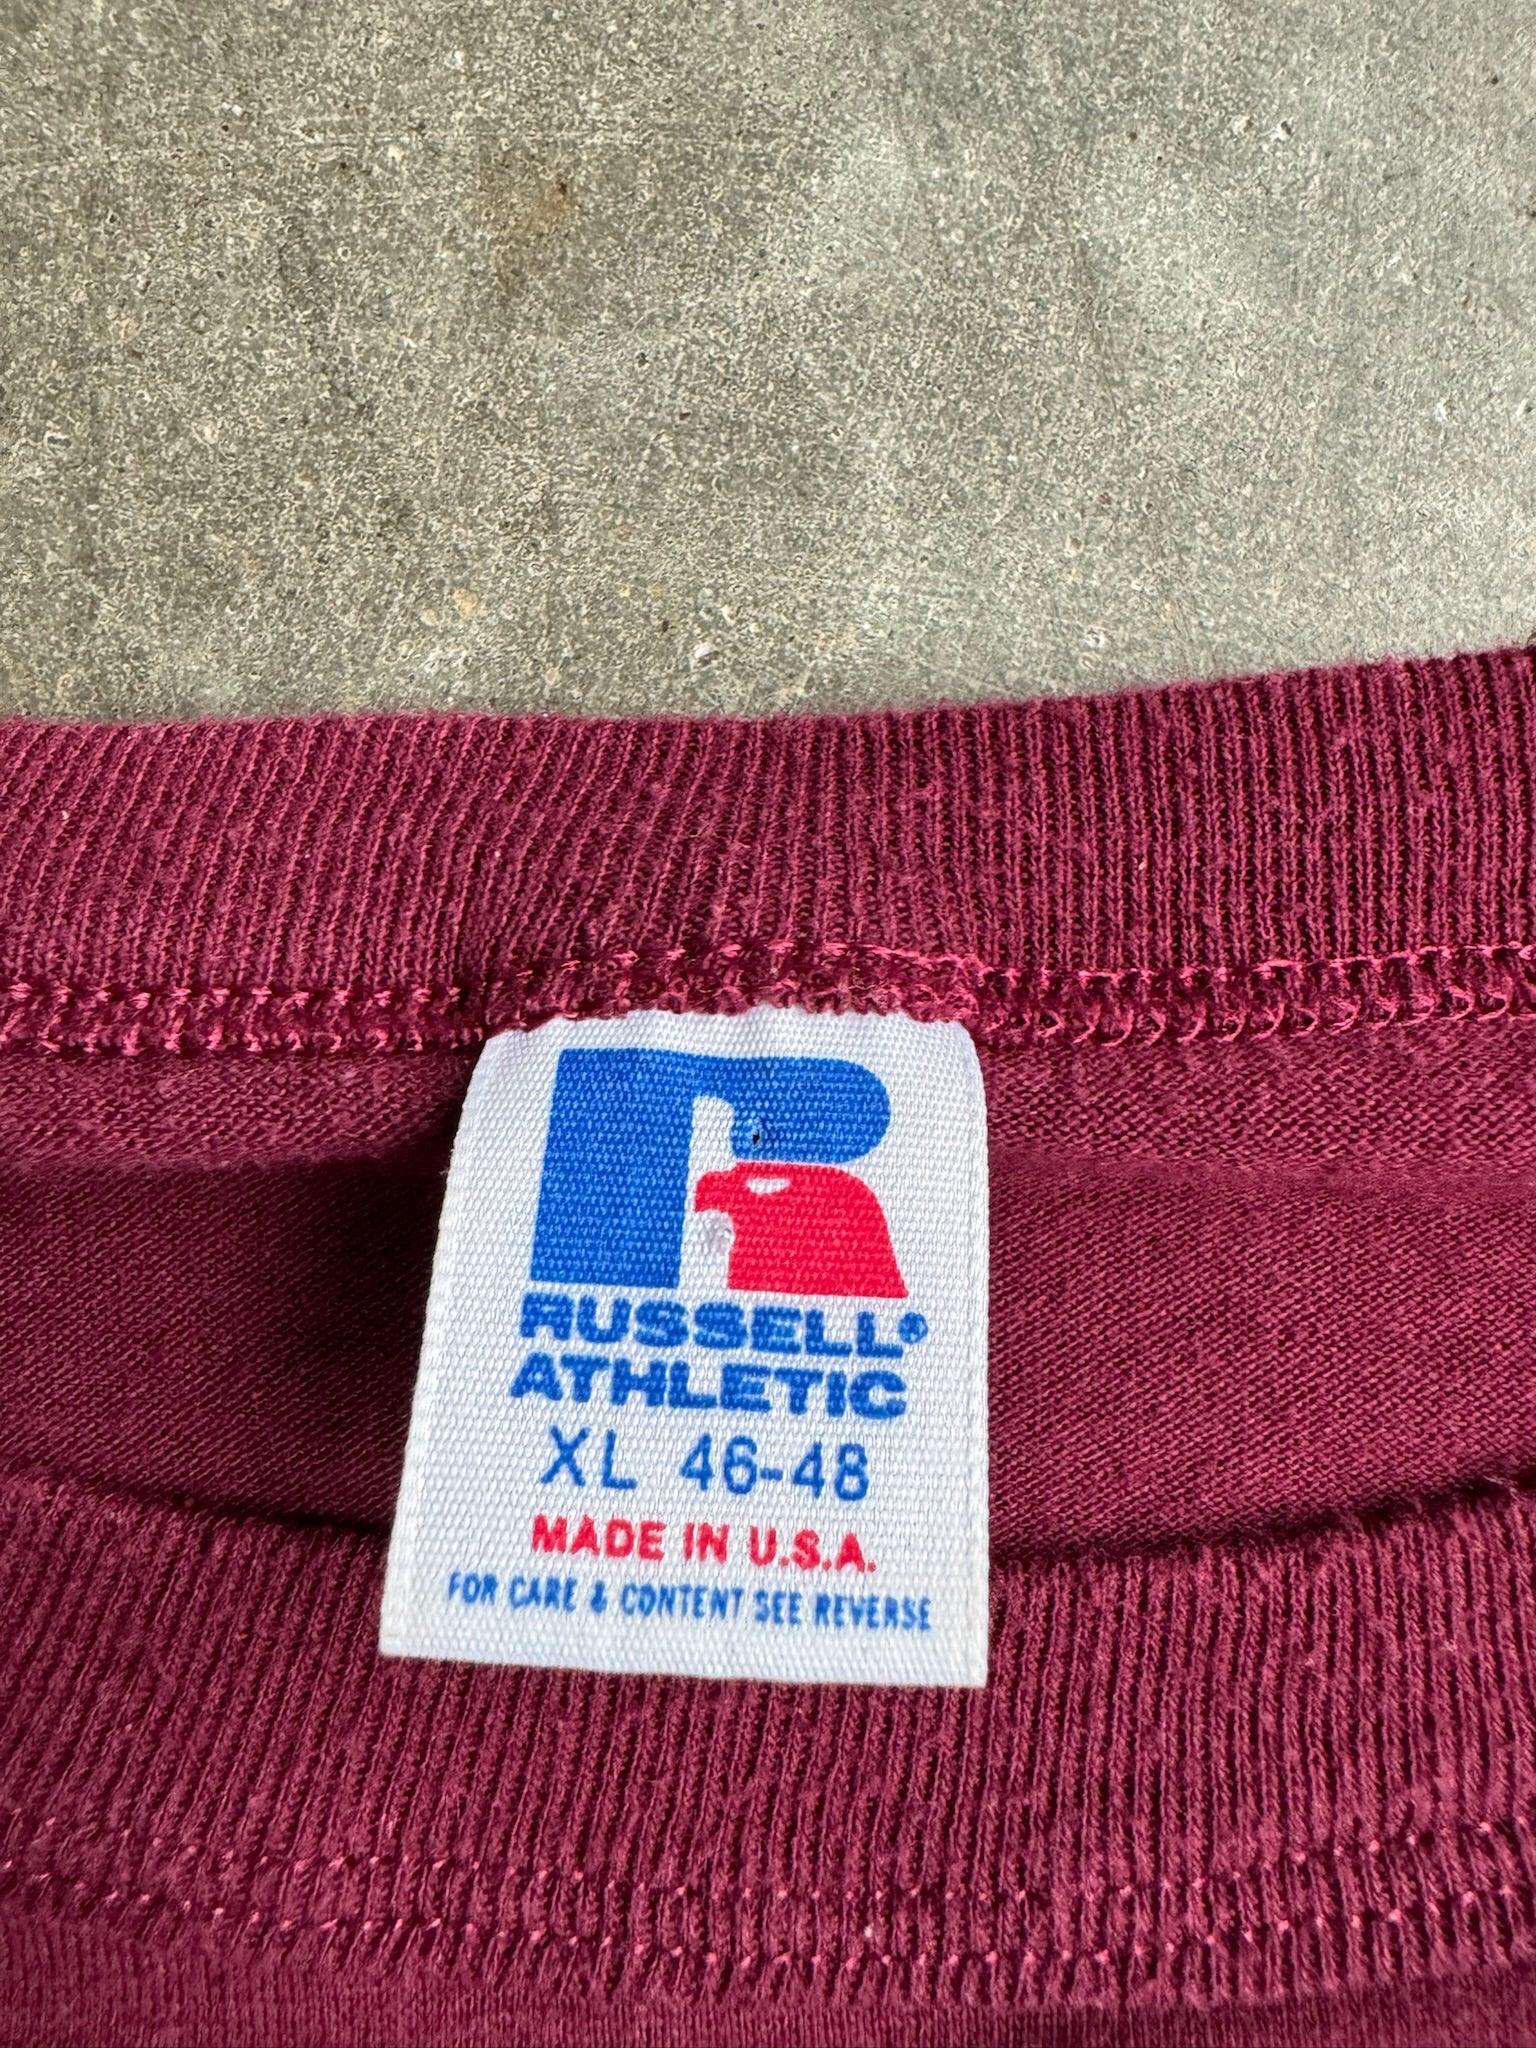 R
RUSSELL®
ATHLETIC
XL 46-48
MADE IN U.S.A.
FOR CARE & CONTENT SEE REVERSE